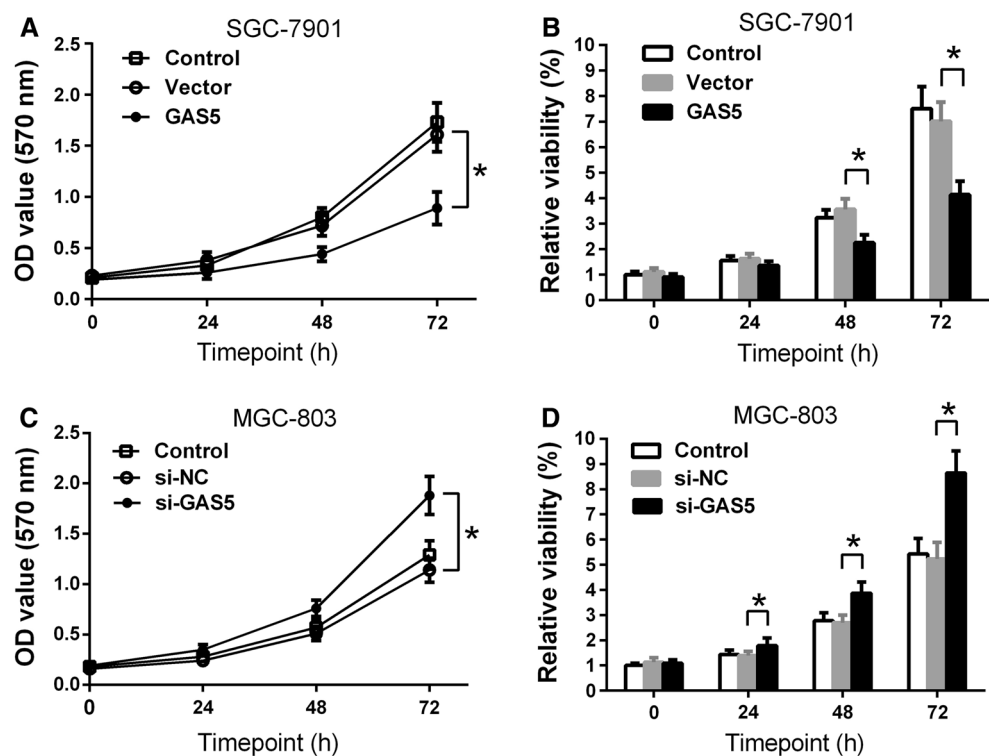 A
SGC-7901
OD value (570 nm)
2.5
2.0
1.5
1.0
0.5
0.0
Control
Vector
GAS5
*
0 24 48 72
Timepoint (h)
B
SGC-7901
Relative viability (%)
10
9
8
7
6
5
4
3
2
1
0
Control
Vector
GAS5
*
*
0 24 48 72
Timepoint (h)
C
MGC-803
OD value (570 nm)
2.5
2.0
1.5
1.0
0.5
0.0
Control
si-NC
si-GAS5
*
0 24 48 72
Timepoint (h)
D
MGC-803
Relative viability (%)
10
9
8
7
6
5
4
3
2
1
0
Control
si-NC
si-GAS5
*
*
*
0 24 48 72
Timepoint (h)